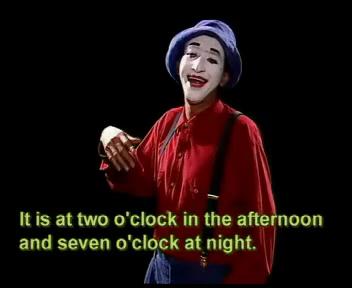 It is at two o'clock in the afternoon
and seven o'clock at night.